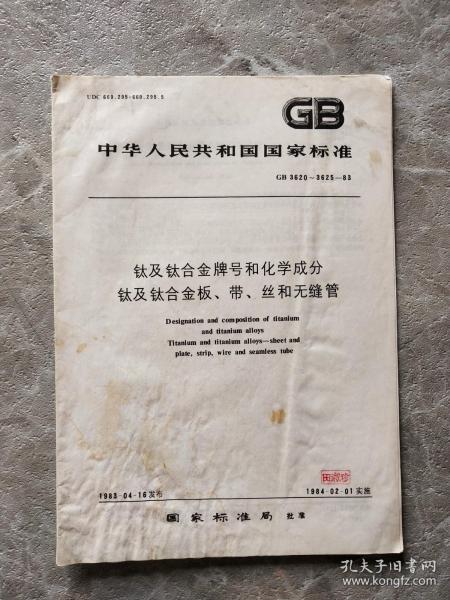 UDC 669.295-669.295.5
GB
中华人民共和国国家标准
GB 3620～3625—83
钛及钛合金牌号和化学成分
钛及钛合金板、带、丝和无缝管
Designation and composition of titanium
and titanium alloys
Titanium and titanium alloys—sheet and
plate, strip, wire and seamless tube
1983-04-16发布
1984-02-01实施
国家标准局 批准
孔夫子旧书网
www.kongfz.com